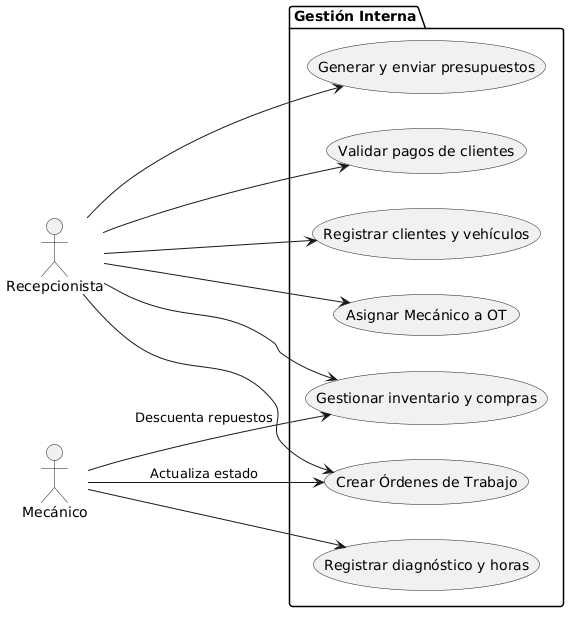 Gestión Interna
Generar y enviar presupuestos
Validar pagos de clientes
Registrar clientes y vehículos
Recepcionista
Asignar Mecánico a OT
Gestionar inventario y compras
Descuenta repuestos
Actualiza estado
Crear Órdenes de Trabajo
Mecánico
Registrar diagnóstico y horas